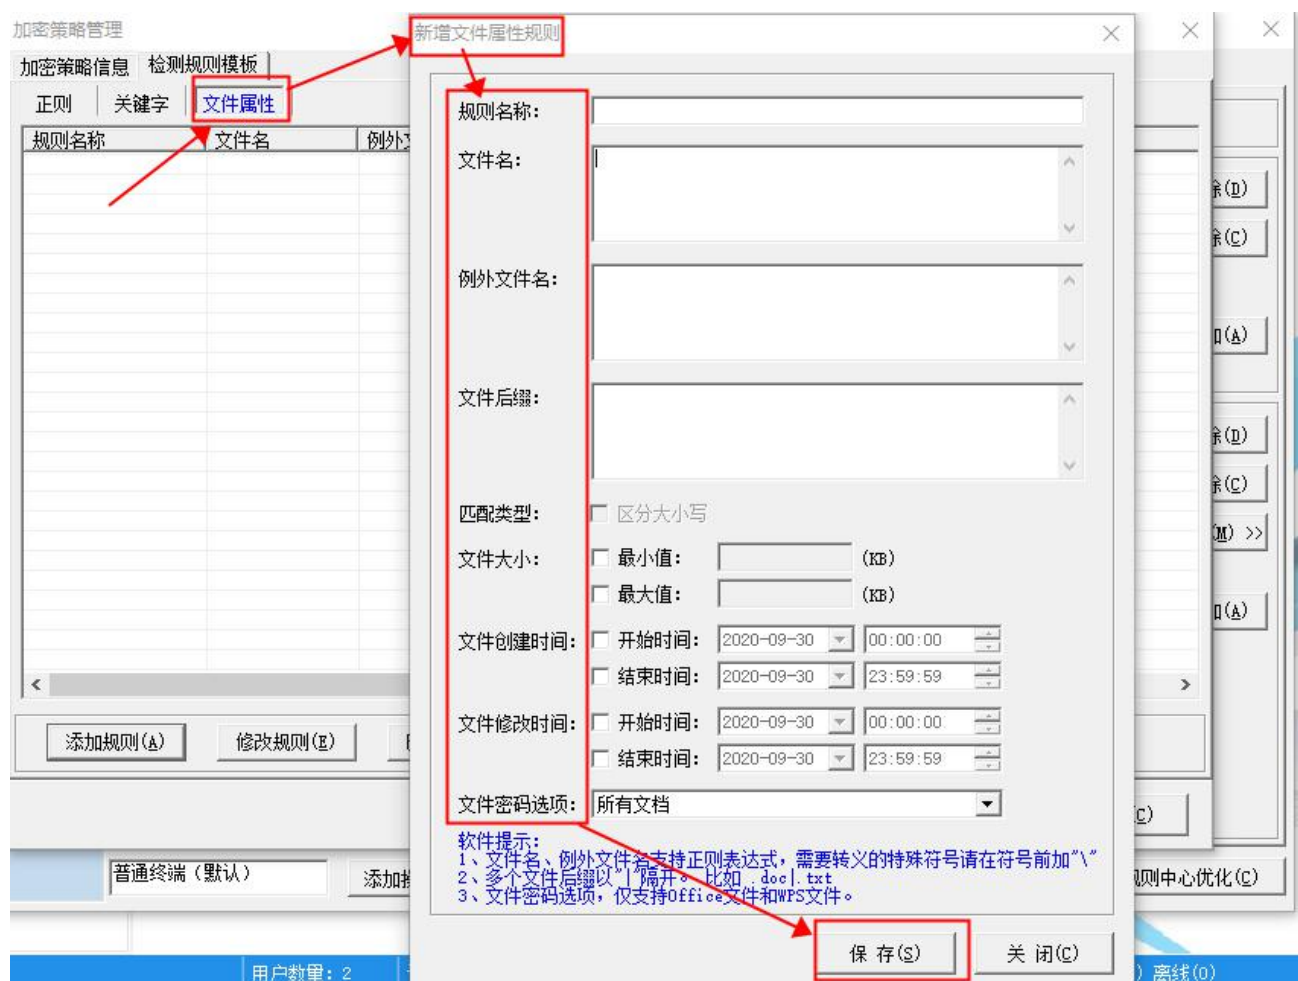 加密策略管理
加密策略信息 检测规则模板
正则 关键字 文件属性
规则名称 文件名 例外
添加规则(A) 修改规则(E)
普通终端（默认） 添加
用户数量: 2
新增文件属性规则
规则名称:
文件名:
例外文件名:
文件后缀:
匹配类型: 区分大小写
文件大小: 最小值: (KB)
最大值: (KB)
文件创建时间: 开始时间: 2020-09-30 00:00:00
结束时间: 2020-09-30 23:59:59
文件修改时间: 开始时间: 2020-09-30 00:00:00
结束时间: 2020-09-30 23:59:59
文件密码选项: 所有文档
软件提示:
1、文件名、例外文件名支持正则表达式，需要转义的特殊符号请在符号前加"\"
2、多个文件后缀以"|"隔开。比如 .doc|.txt
3、文件密码选项，仅支持Office文件和WPS文件。
保 存(S) 关 闭(C)
(D)
(C)
(A)
(D)
(C)
(M) >>
(A)
(C)
则中心优化(C)
离线(0)